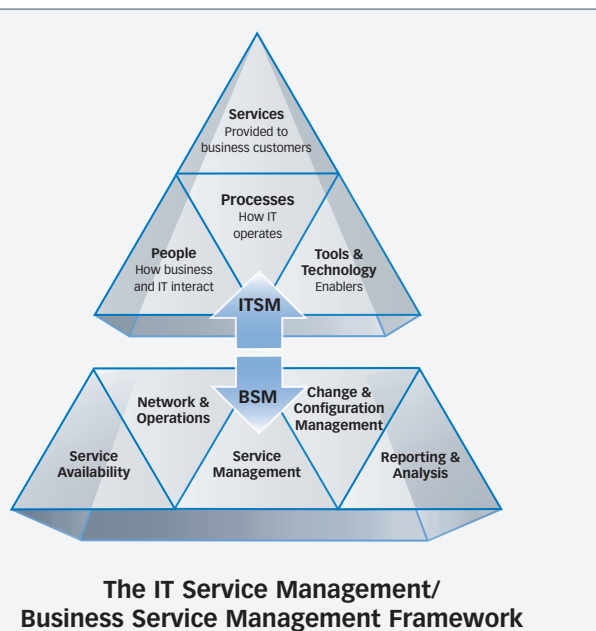 Services
Provided to
business customers
Processes
How IT
operates
People
How business
and IT interact
Tools &
Technology
Enablers
ITSM
BSM
Network &
Operations
Change &
Configuration
Management
Service
Availability
Service
Management
Reporting &
Analysis
The IT Service Management/
Business Service Management Framework